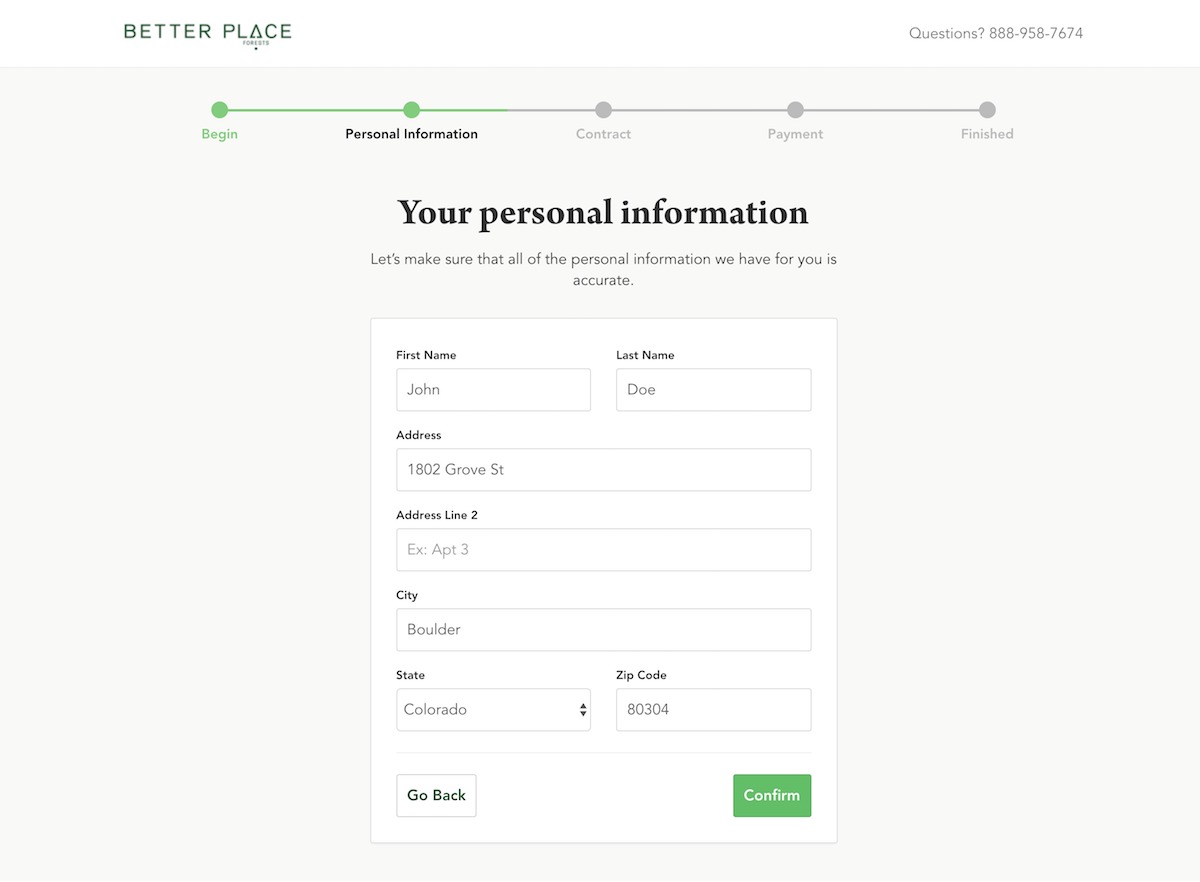 BETTER PLACE
FORESTS
Questions? 888-958-7674
Begin
Personal Information
Contract
Payment
Finished
Your personal information
Let’s make sure that all of the personal information we have for you is
accurate.
First Name
Last Name
John
Doe
Address
1802 Grove St
Address Line 2
Ex: Apt 3
City
Boulder
State
Zip Code
Colorado
80304
Go Back
Confirm